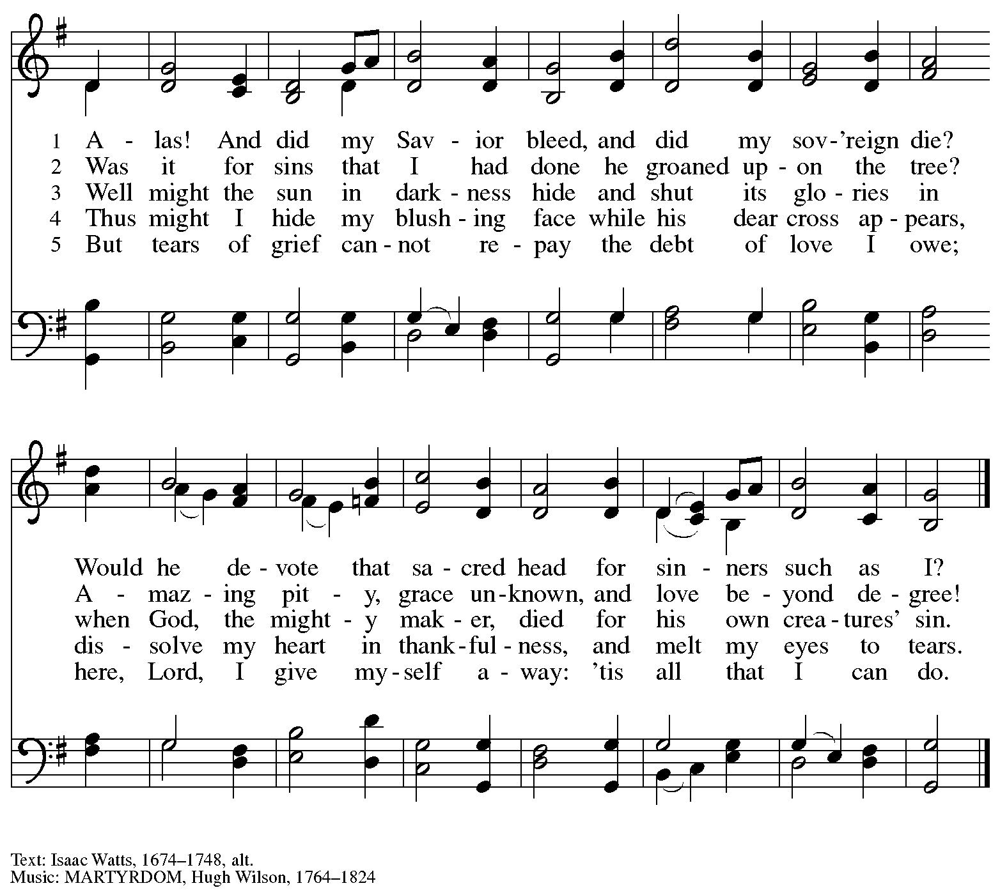 1 A - las! And did my Sav - ior bleed, and did my sov-'reign die?
2 Was it for sins that I had done he groaned up - on the tree?
3 Well might the sun in dark - ness hide and shut its glo - ries in
4 Thus might I hide my blush - ing face while his dear cross ap - pears,
5 But tears of grief can - not re - pay the debt of love I owe;
Would he de - vote that sa - cred head for sin - ners such as I?
A - maz - ing pit - y, grace un-known, and love be - yond de - gree!
when God, the might - y mak - er, died for his own crea - tures' sin.
dis - solve my heart in thank-ful - ness, and melt my eyes to tears.
here, Lord, I give my-self a - way: 'tis all that I can do.
Text: Isaac Watts, 1674–1748, alt.
Music: MARTYRDOM, Hugh Wilson, 1764–1824